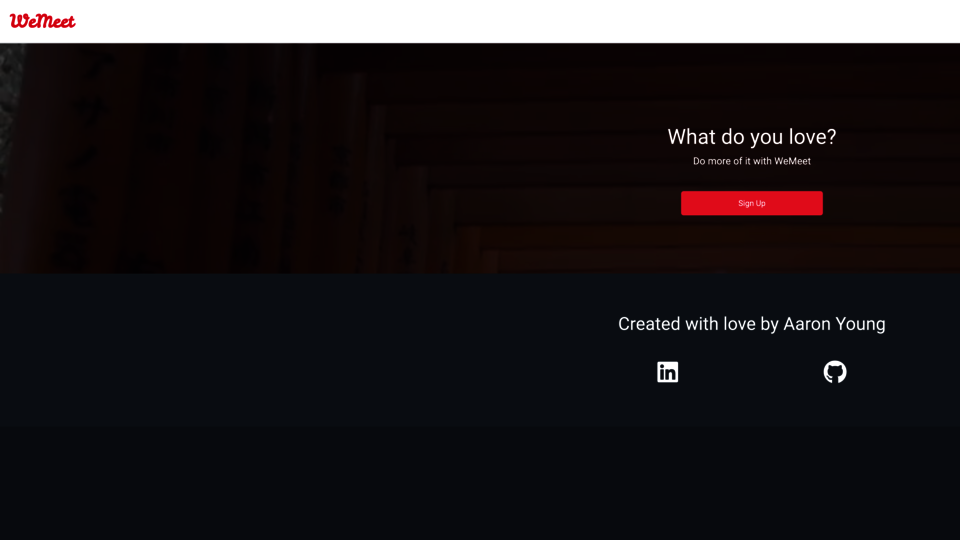 WeMeet
What do you love?
Do more of it with WeMeet
Sign Up
Created with love by Aaron Young
in